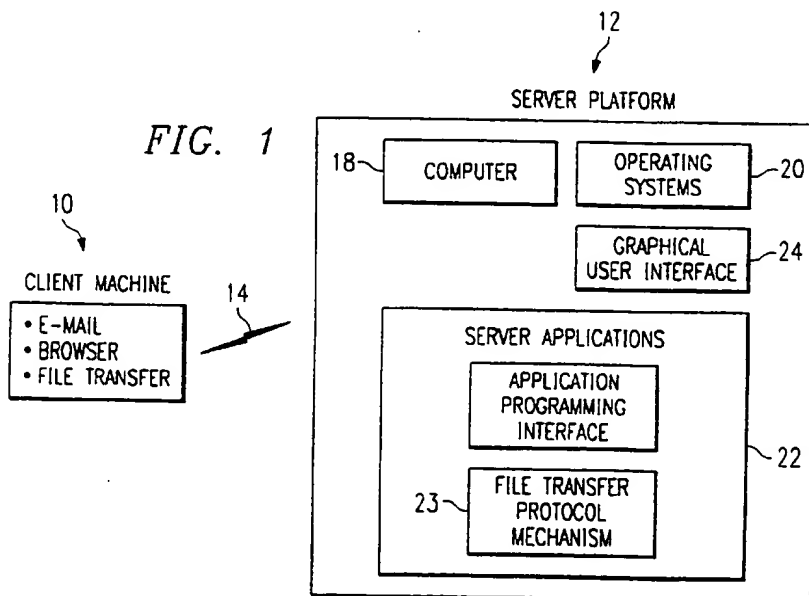 12
SERVER PLATFORM
FIG. 1
18
COMPUTER
OPERATING
SYSTEMS
20
10
GRAPHICAL
USER INTERFACE
24
CLIENT MACHINE
14
• E-MAIL
• BROWSER
• FILE TRANSFER
SERVER APPLICATIONS
APPLICATION
PROGRAMMING
INTERFACE
22
23
FILE TRANSFER
PROTOCOL
MECHANISM